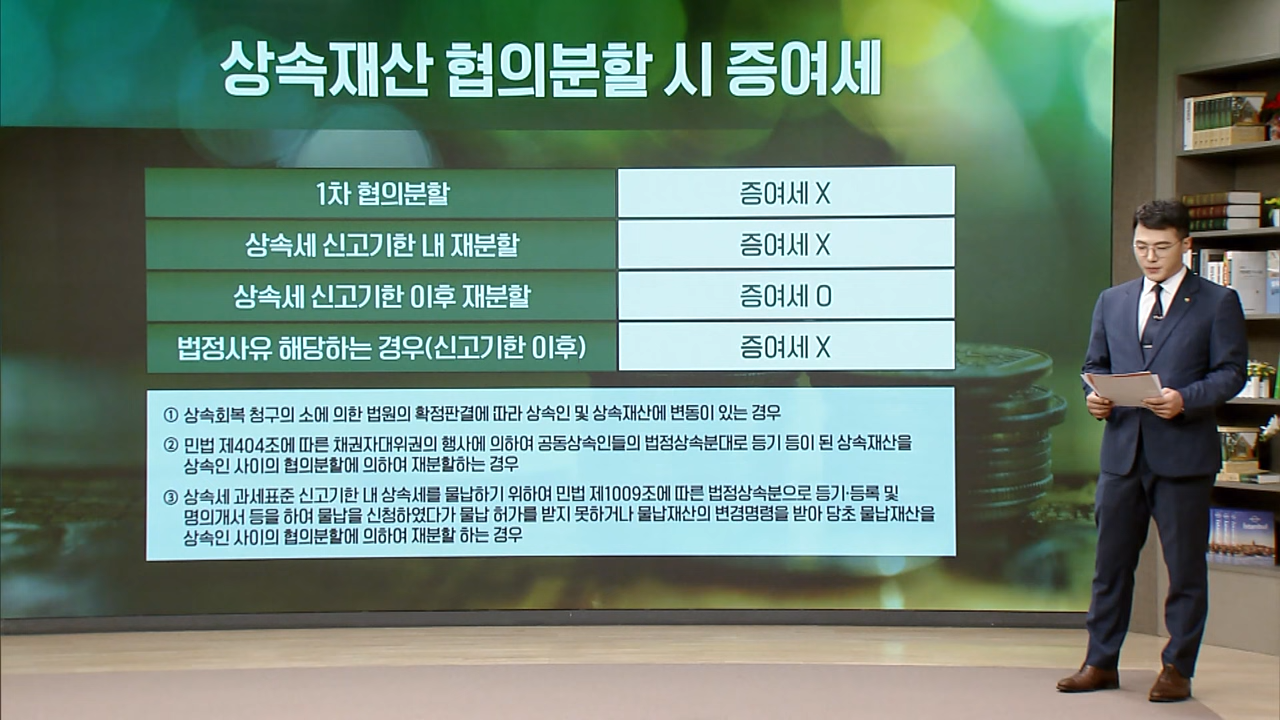 상속재산 협의분할 시 증여세
1차 협의분할 증여세 X
상속세 신고기한 내 재분할 증여세 X
상속세 신고기한 이후 재분할 증여세 O
법정사유 해당하는 경우(신고기한 이후) 증여세 X
① 상속회복 청구의 소에 의한 법원의 확정판결에 따라 상속인 및 상속재산에 변동이 있는 경우
② 민법 제404조에 따른 채권자대위권의 행사에 의하여 공동상속인들의 법정상속분대로 등기 등이 된 상속재산을
상속인 사이의 협의분할에 의하여 재분할하는 경우
③ 상속세 과세표준 신고기한 내 상속세를 물납하기 위하여 민법 제1009조에 따른 법정상속분으로 등기·등록 및
명의개서 등을 하여 물납을 신청하였다가 물납 허가를 받지 못하거나 물납재산의 변경명령을 받아 당초 물납재산을
상속인 사이의 협의분할에 의하여 재분할 하는 경우